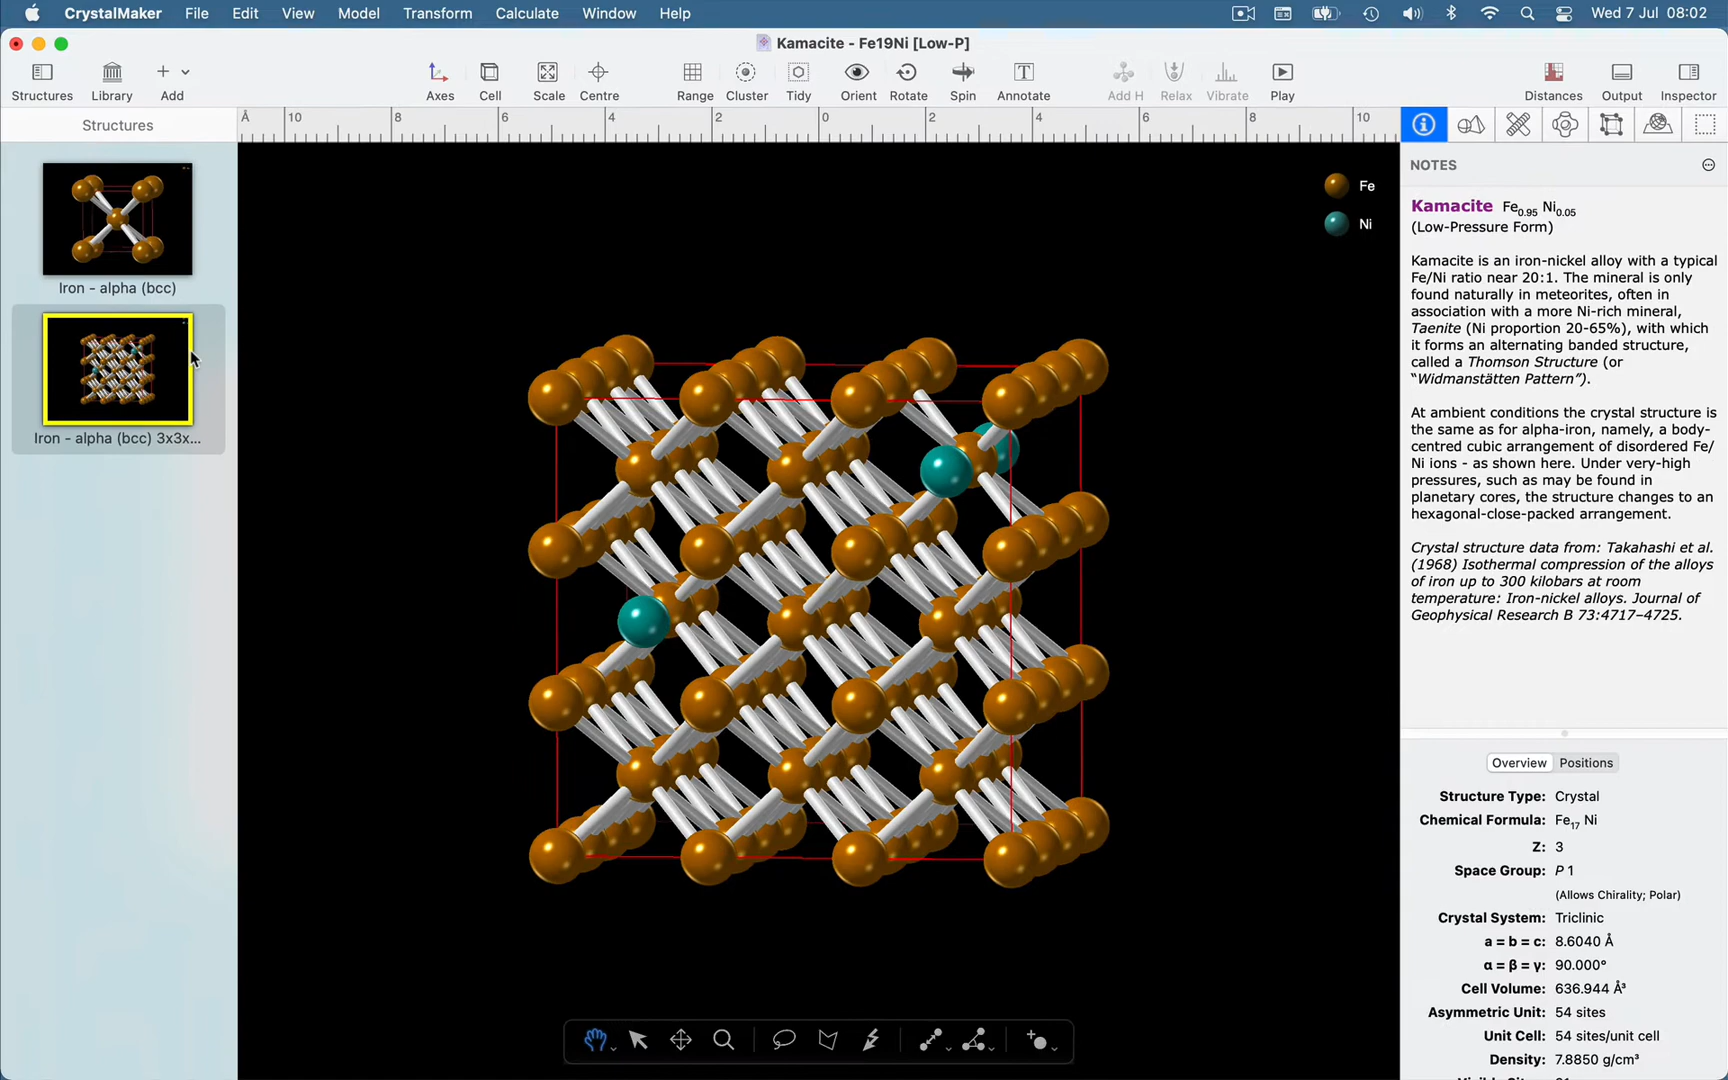 CrystalMaker File Edit View Model Transform Calculate Window Help Wed 7 Jul 08:02
Kamacite - Fe19Ni [Low-P]
Structures Library Add Axes Cell Scale Centre Range Cluster Tidy Orient Rotate Spin Annotate Add H Relax Vibrate Play Distances Output Inspector
Structures
Å 10 8 6 4 2 0 2 4 6 8 10
Iron - alpha (bcc)
Iron - alpha (bcc) 3x3x...
Fe
Ni
NOTES
Kamacite Fe0.95 Ni0.05
(Low-Pressure Form)
Kamacite is an iron-nickel alloy with a typical
Fe/Ni ratio near 20:1. The mineral is only
found naturally in meteorites, often in
association with a more Ni-rich mineral,
Taenite (Ni proportion 20-65%), with which
it forms an alternating banded structure,
called a Thomson Structure (or
"Widmanstätten Pattern").
At ambient conditions the crystal structure is
the same as for alpha-iron, namely, a body-
centred cubic arrangement of disordered Fe/
Ni ions - as shown here. Under very-high
pressures, such as may be found in
planetary cores, the structure changes to an
hexagonal-close-packed arrangement.
Crystal structure data from: Takahashi et al.
(1968) Isothermal compression of the alloys
of iron up to 300 kilobars at room
temperature: Iron-nickel alloys. Journal of
Geophysical Research B 73:4717–4725.
Overview Positions
Structure Type: Crystal
Chemical Formula: Fe17 Ni
Z: 3
Space Group: P 1
(Allows Chirality; Polar)
Crystal System: Triclinic
a = b = c: 8.6040 Å
α = β = γ: 90.000°
Cell Volume: 636.944 Å³
Asymmetric Unit: 54 sites
Unit Cell: 54 sites/unit cell
Density: 7.8850 g/cm³